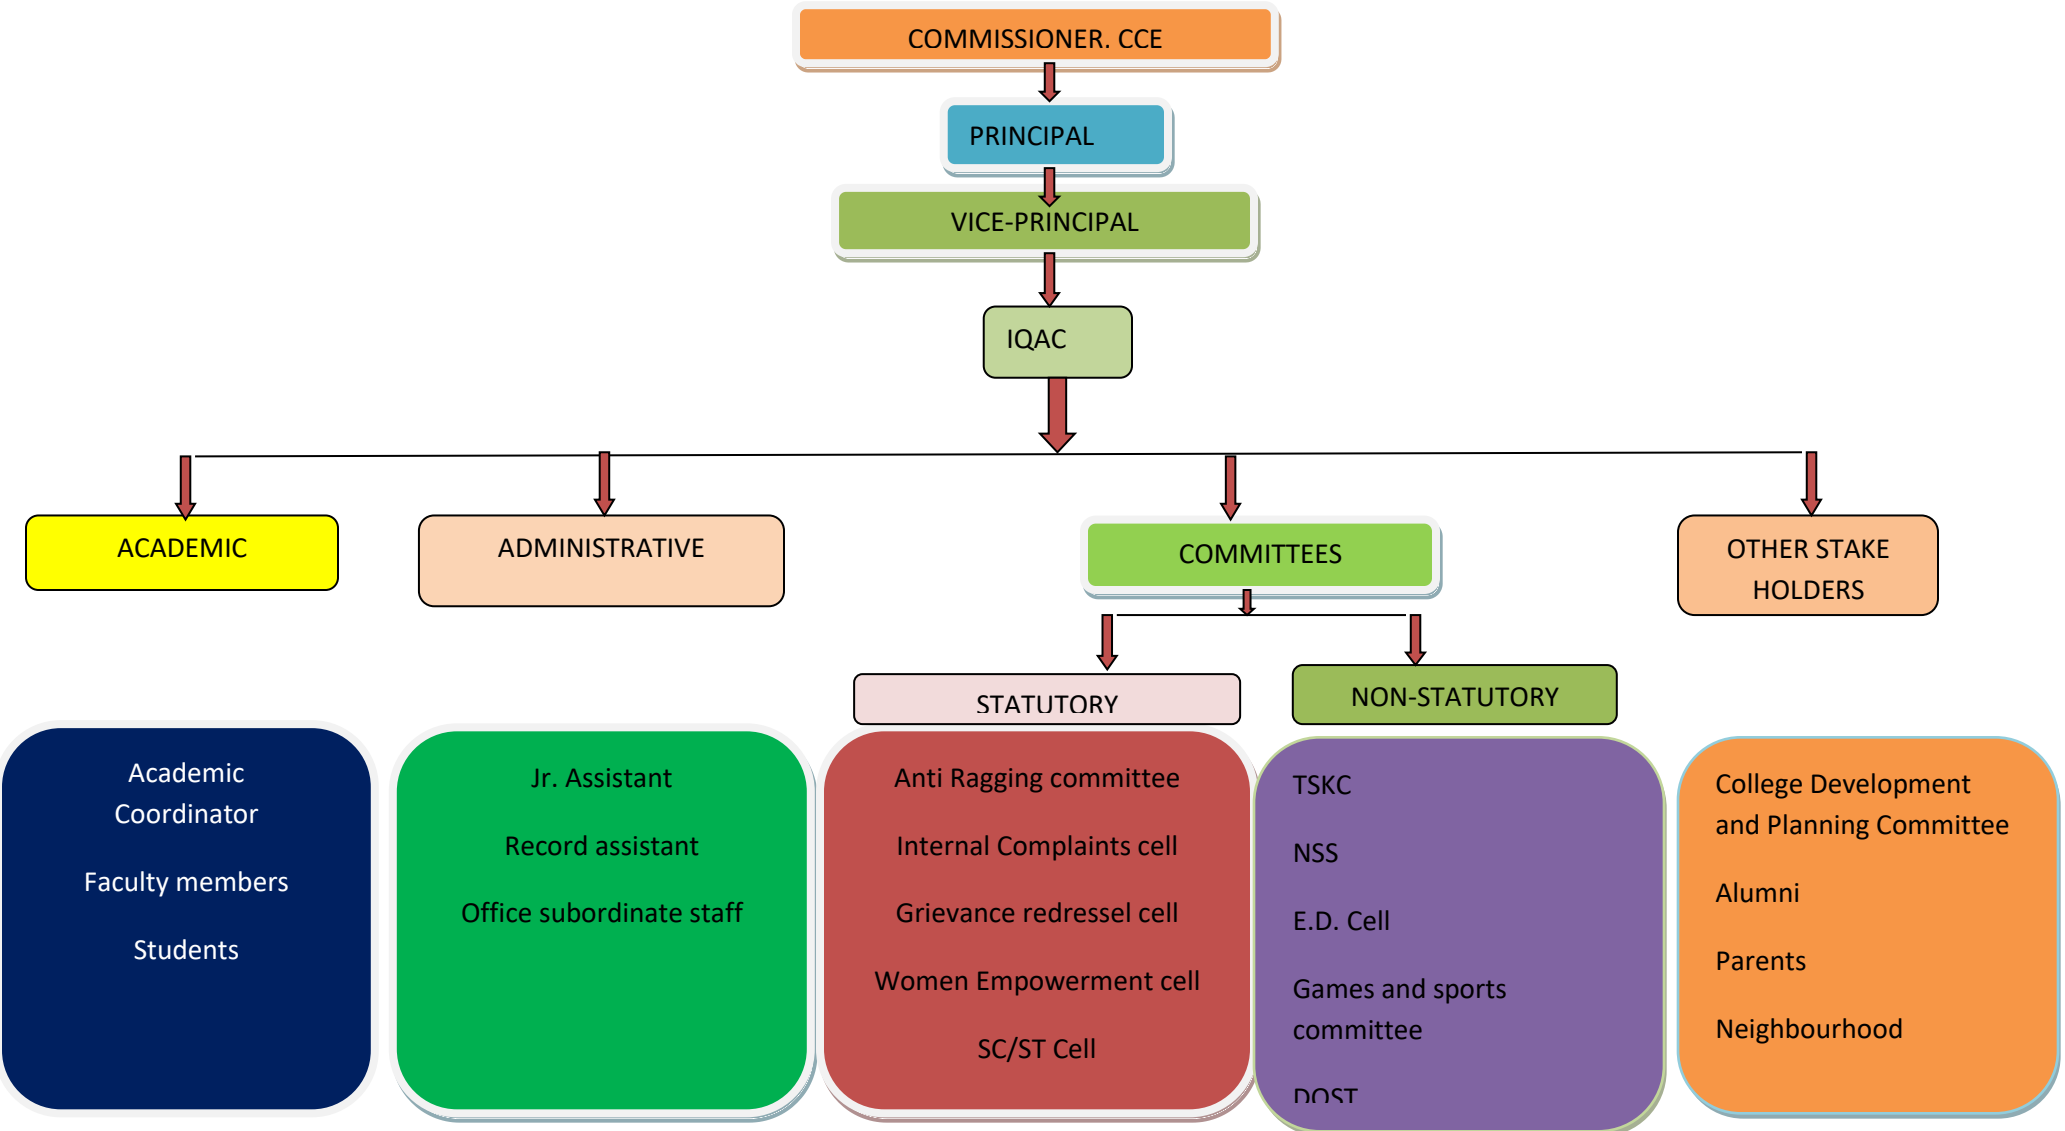 COMMISSIONER. CCE
PRINCIPAL
VICE-PRINCIPAL
IQAC
ACADEMIC
ADMINISTRATIVE
COMMITTEES
OTHER STAKE
HOLDERS
STATUTORY
NON-STATUTORY
Academic
Coordinator
Faculty members
Students
Jr. Assistant
Record assistant
Office subordinate staff
Anti Ragging committee
Internal Complaints cell
Grievance redressel cell
Women Empowerment cell
SC/ST Cell
TSKC
NSS
E.D. Cell
Games and sports
committee
DOST
College Development
and Planning Committee
Alumni
Parents
Neighbourhood